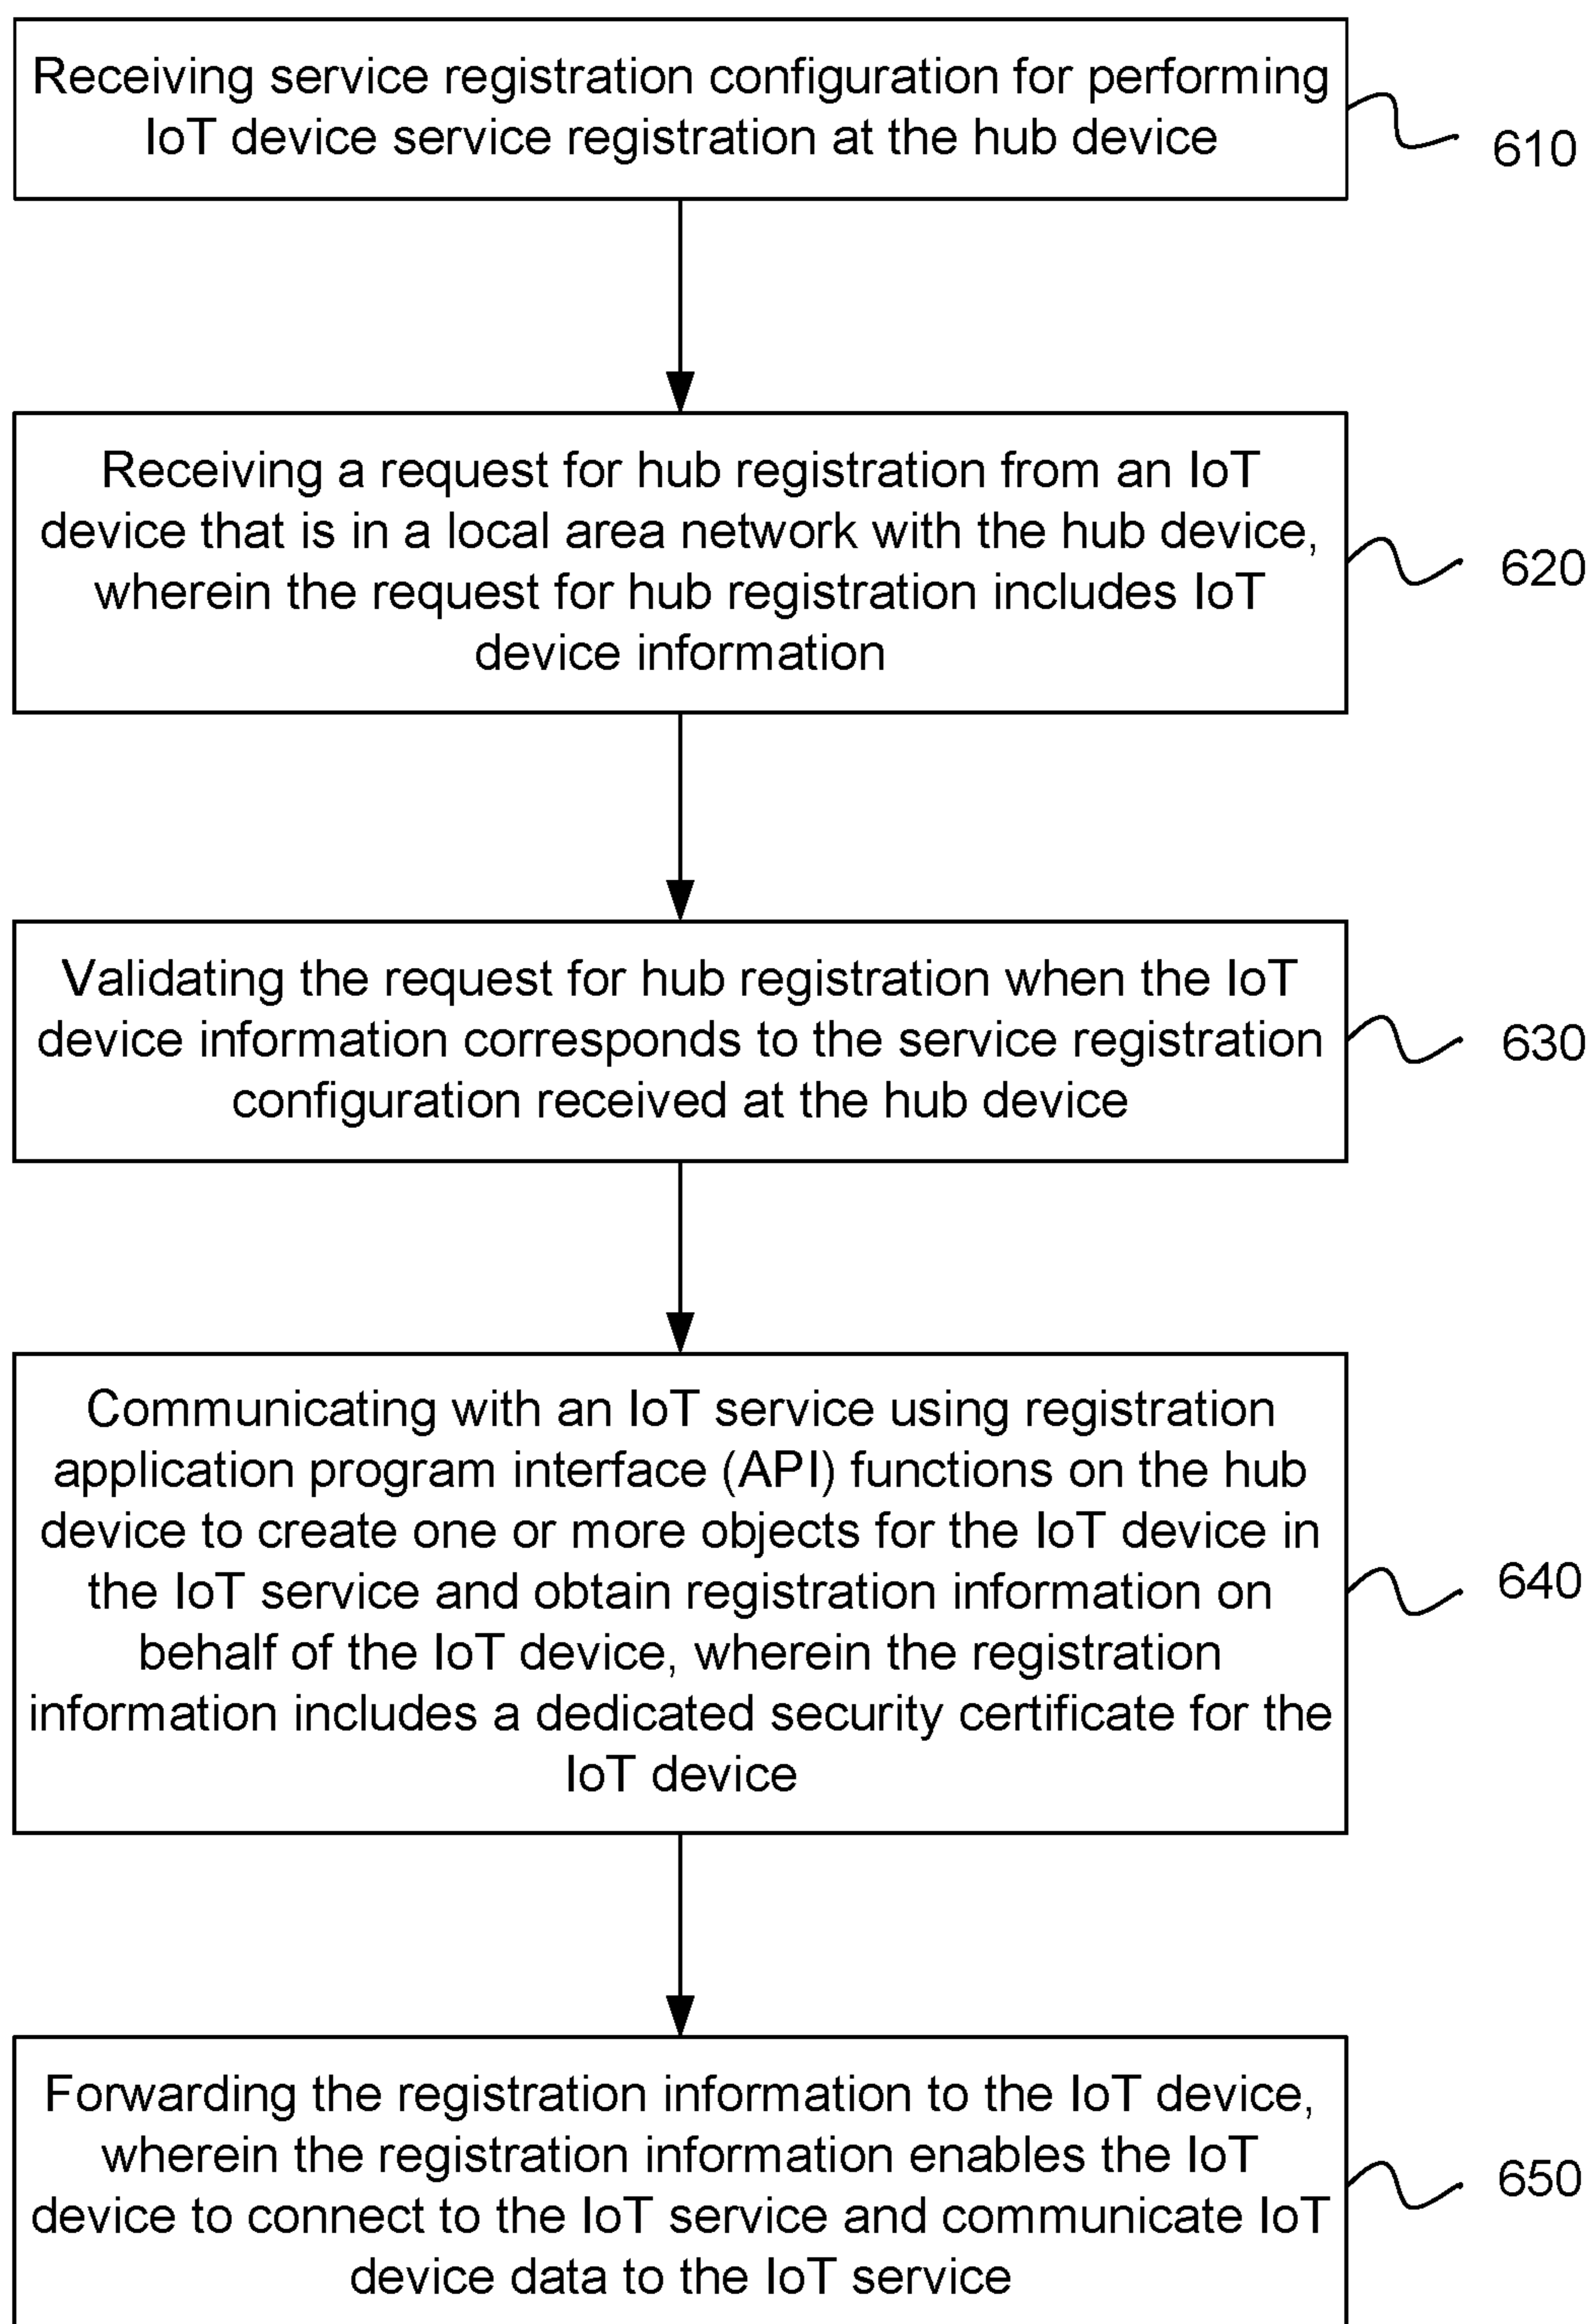 Receiving service registration configuration for performing
IoT device service registration at the hub device
610
Receiving a request for hub registration from an IoT
device that is in a local area network with the hub device,
wherein the request for hub registration includes IoT
device information
620
Validating the request for hub registration when the IoT
device information corresponds to the service registration
configuration received at the hub device
630
Communicating with an IoT service using registration
application program interface (API) functions on the hub
device to create one or more objects for the IoT device in
the IoT service and obtain registration information on
behalf of the IoT device, wherein the registration
information includes a dedicated security certificate for the
IoT device
640
Forwarding the registration information to the IoT device,
wherein the registration information enables the IoT
device to connect to the IoT service and communicate IoT
device data to the IoT service
650